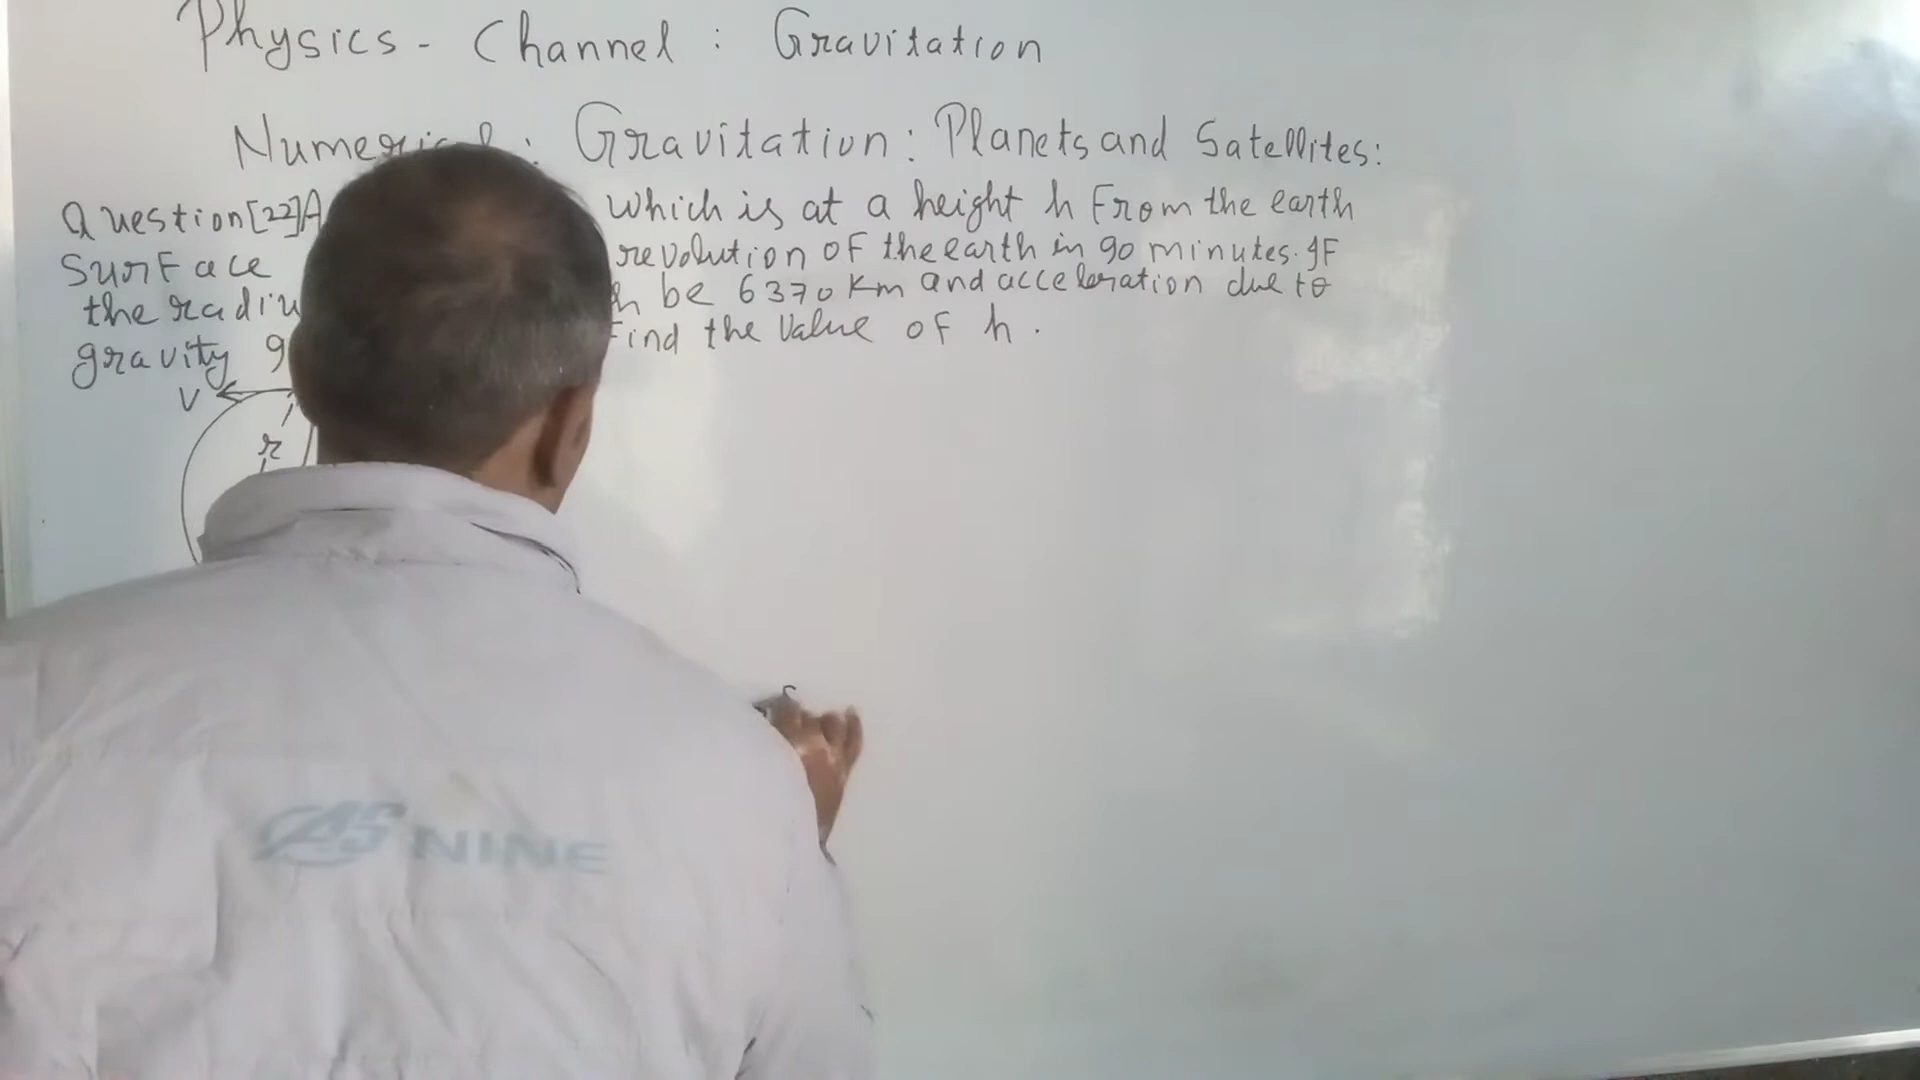 Physics - Channel : Gravitation
Numerical : Gravitation : Planets and Satellites :
Question [22] A which is at a height h From the earth
SurFace revolution OF the earth in 90 minutes. IF
the be 6370 Km and acceleration due to
gravity Find the Value OF h .
V
r
NINE